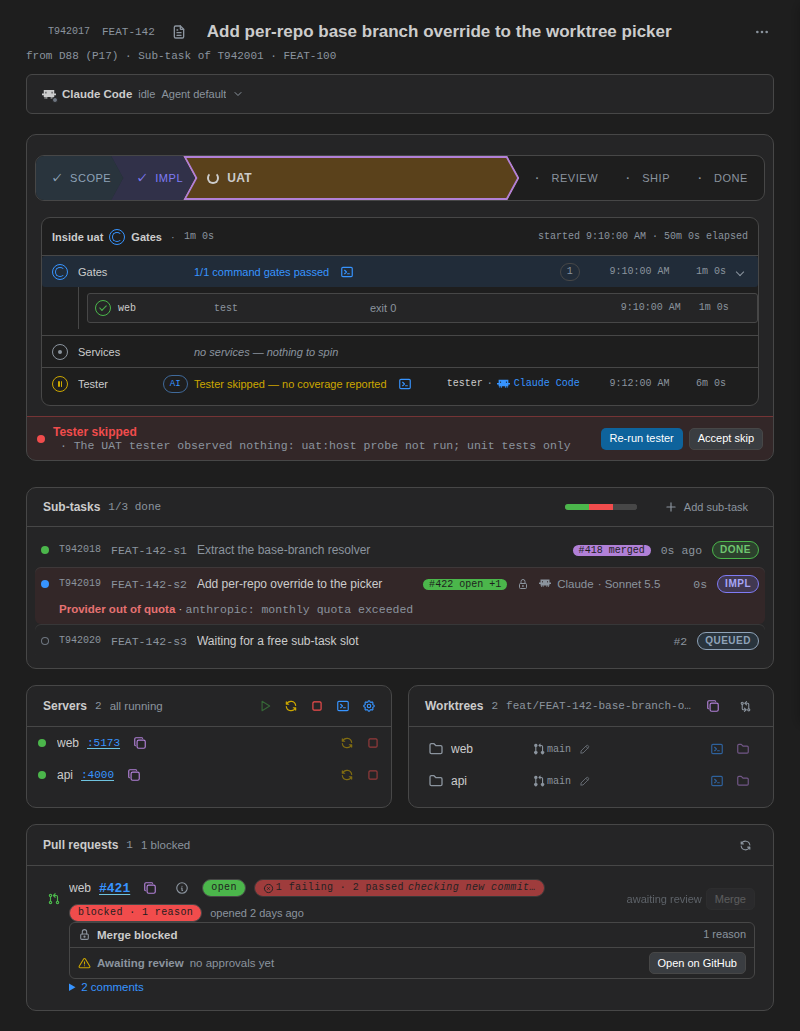 T942017 FEAT-142 Add per-repo base branch override to the worktree picker
from D88 (P17) · Sub-task of T942001 · FEAT-100
Claude Code idle Agent default
SCOPE IMPL UAT REVIEW SHIP DONE
Inside uat Gates · 1m 0s started 9:10:00 AM · 50m 0s elapsed
Gates 1/1 command gates passed 1 9:10:00 AM 1m 0s
web test exit 0 9:10:00 AM 1m 0s
Services no services — nothing to spin
Tester AI Tester skipped — no coverage reported tester · Claude Code 9:12:00 AM 6m 0s
Tester skipped
· The UAT tester observed nothing: uat:host probe not run; unit tests only
Re-run tester Accept skip
Sub-tasks 1/3 done Add sub-task
T942018 FEAT-142-s1 Extract the base-branch resolver #418 merged 0s ago DONE
T942019 FEAT-142-s2 Add per-repo override to the picker #422 open +1 Claude · Sonnet 5.5 0s IMPL
Provider out of quota · anthropic: monthly quota exceeded
T942020 FEAT-142-s3 Waiting for a free sub-task slot #2 QUEUED
Servers 2 all running
web :5173
api :4000
Worktrees 2 feat/FEAT-142-base-branch-o…
web main
api main
Pull requests 1 1 blocked
web #421 open 1 failing · 2 passed checking new commit…
blocked · 1 reason opened 2 days ago
awaiting review Merge
Merge blocked 1 reason
Awaiting review no approvals yet Open on GitHub
2 comments